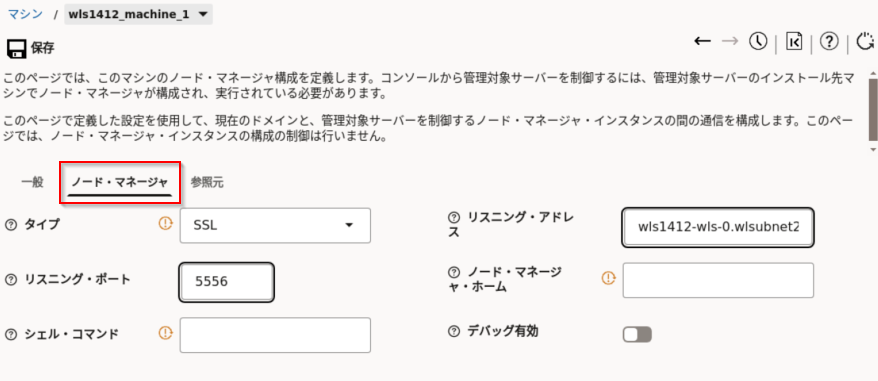 マシン / wls1412_machine_1
保存
このページでは、このマシンのノード・マネージャ構成を定義します。コンソールから管理対象サーバーを制御するには、管理対象サーバーのインストール先マ
シンでノード・マネージャが構成され、実行されている必要があります。
このページで定義した設定を使用して、現在のドメインと、管理対象サーバーを制御するノード・マネージャ・インスタンスの間の通信を構成します。このペー
ジでは、ノード・マネージャ・インスタンスの構成の制御は行いません。
一般 ノード・マネージャ 参照元
タイプ SSL
リスニング・アドレ
ス
wls1412-wls-0.wlsubnet2
リスニング・ポート 5556
ノード・マネージ
ャ・ホーム
シェル・コマンド
デバッグ有効